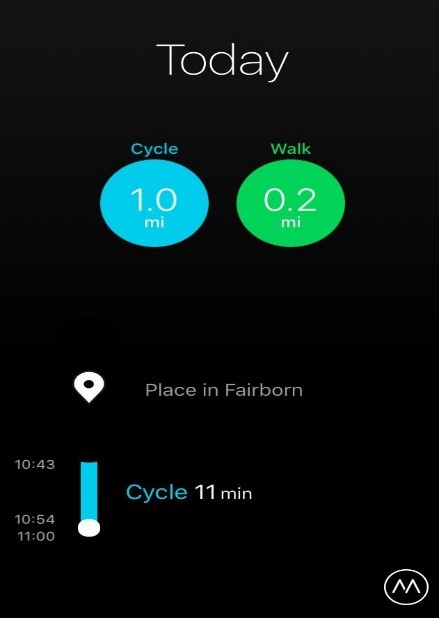 Today
Cycle
Walk
1.0
mi
0.2
mi
Place in Fairborn
10:43
Cycle 11 min
10:54
11:00